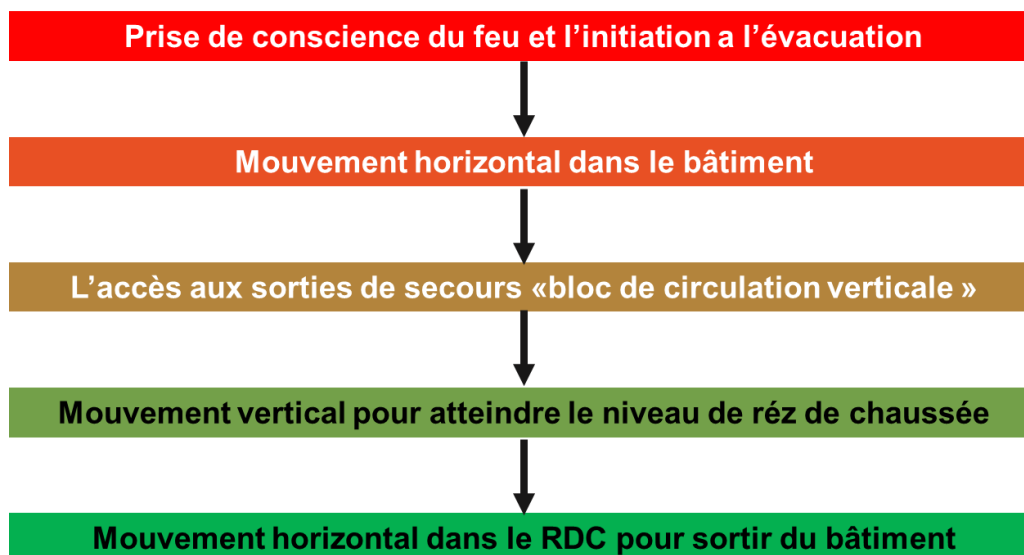 Prise de conscience du feu et l’initiation a l’évacuation
Mouvement horizontal dans le bâtiment
L’accès aux sorties de secours «bloc de circulation verticale »
Mouvement vertical pour atteindre le niveau de réz de chaussée
Mouvement horizontal dans le RDC pour sortir du bâtiment